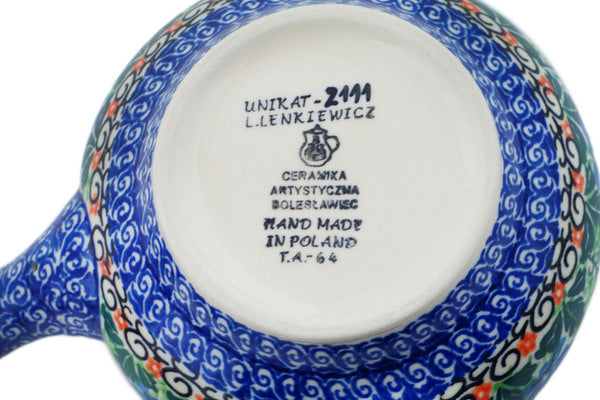 UNIKAT-2111
L.LENKIEWICZ
CERAMIKA
ARTYSTYCZNA
BOLESŁAWIEC
HAND MADE
IN POLAND
T.A.-64